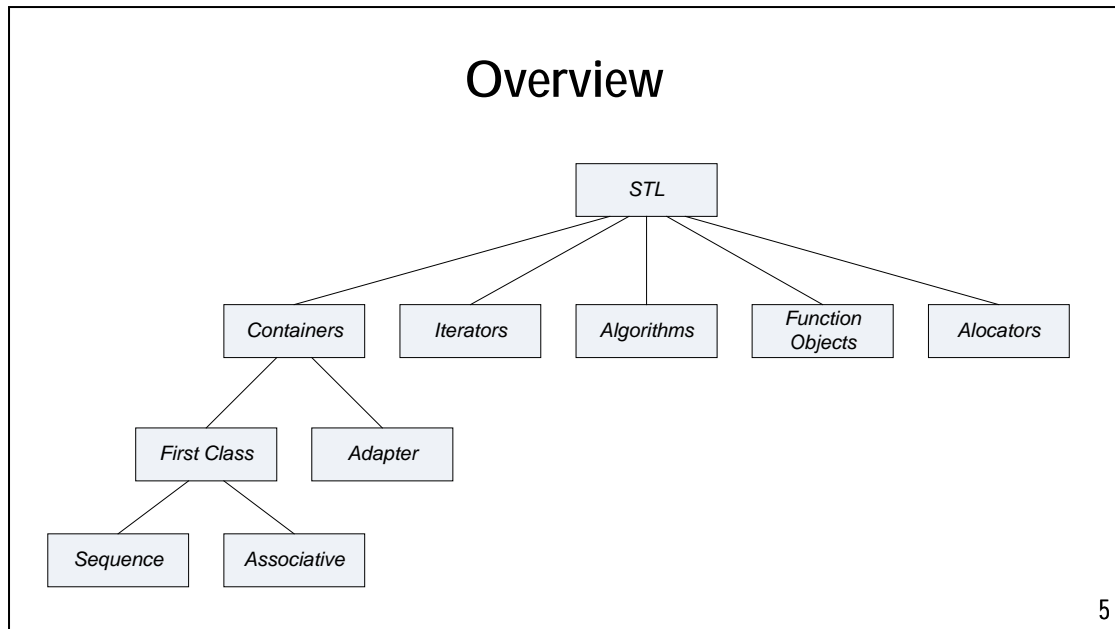 Overview
STL
Containers
Iterators
Algorithms
Function
Objects
Alocators
First Class
Adapter
Sequence
Associative
5